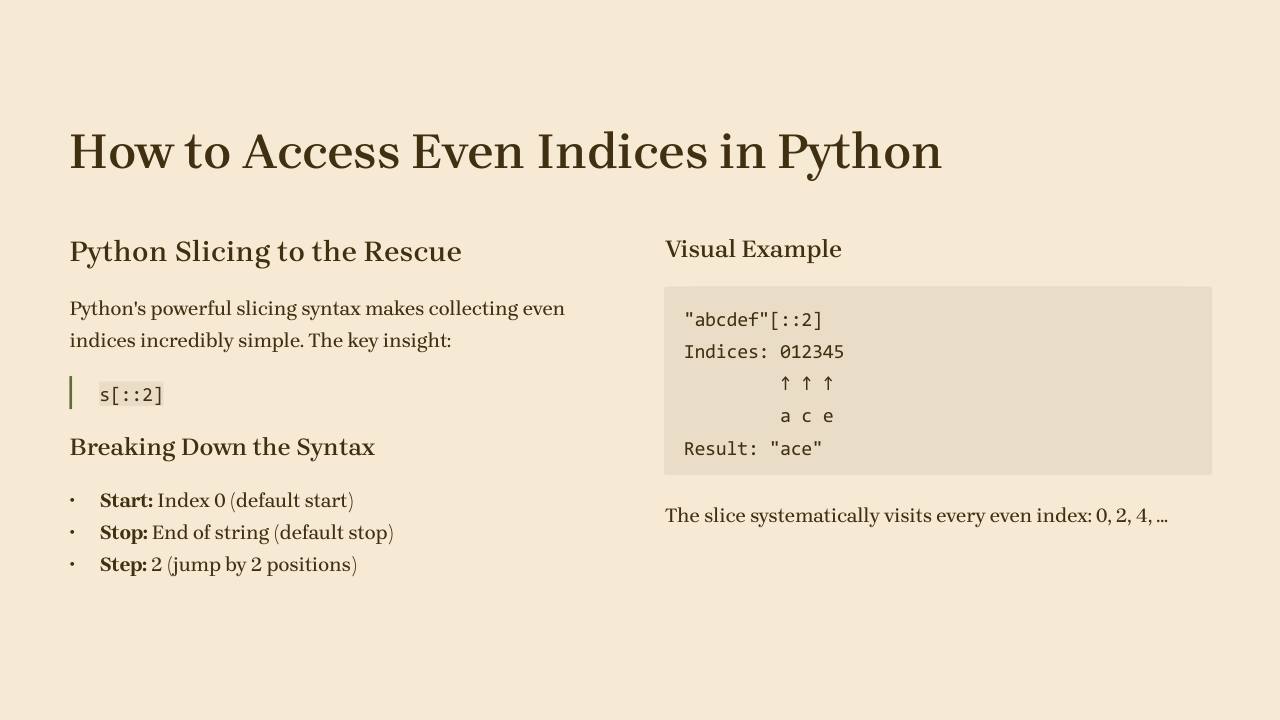 How to Access Even Indices in Python
Python Slicing to the Rescue
Python's powerful slicing syntax makes collecting even
indices incredibly simple. The key insight:
s[::2]
Breaking Down the Syntax
• Start: Index 0 (default start)
• Stop: End of string (default stop)
• Step: 2 (jump by 2 positions)
Visual Example
"abcdef"[::2]
Indices: 012345
         ↑ ↑ ↑
         a c e
Result: "ace"
The slice systematically visits every even index: 0, 2, 4, ...